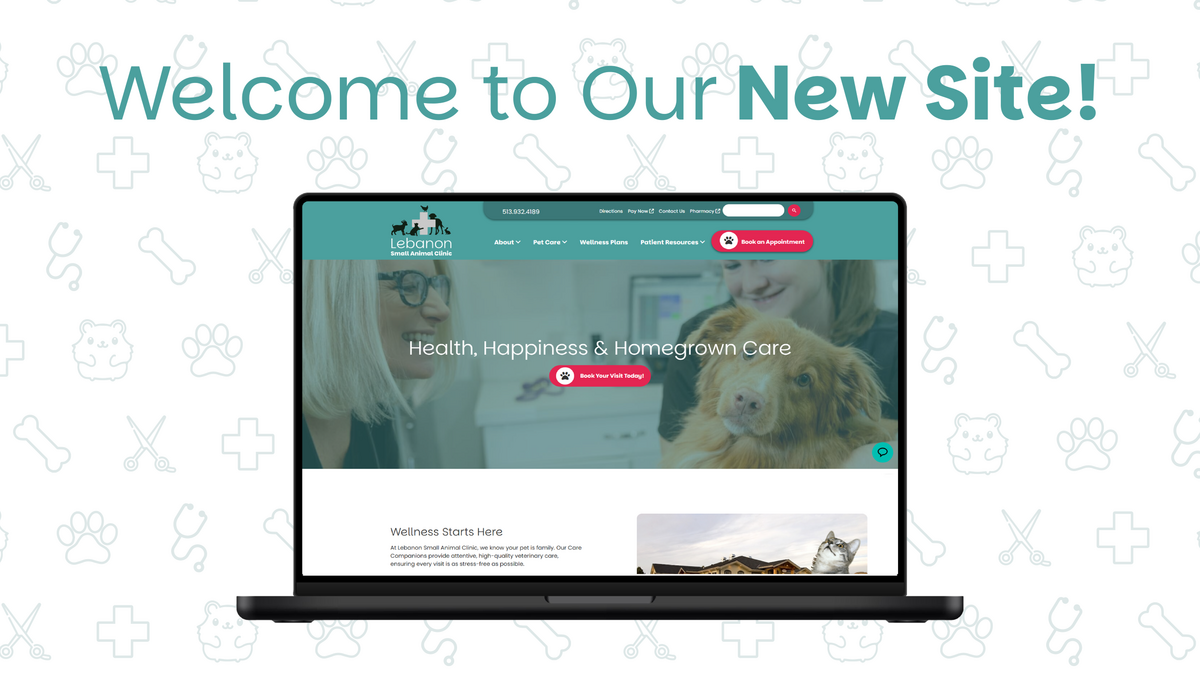 Welcome to Our New Site!
513.932.4189
Directions Pay Now Contact Us Pharmacy
Lebanon
Small Animal Clinic
About Pet Care Wellness Plans Patient Resources Book an Appointment
Health, Happiness & Homegrown Care
Book Your Visit Today!
Wellness Starts Here
At Lebanon Small Animal Clinic, we know your pet is family. Our Care
Companions provide attentive, high-quality veterinary care,
ensuring every visit is as stress-free as possible.